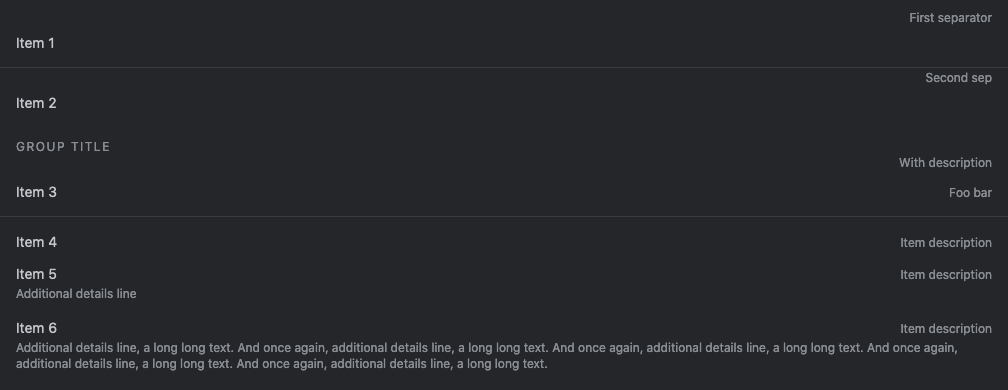 First separator
Item 1
Second sep
Item 2
GROUP TITLE
With description
Item 3 Foo bar
Item 4 Item description
Item 5 Item description
Additional details line
Item 6 Item description
Additional details line, a long long text. And once again, additional details line, a long long text. And once again, additional details line, a long long text. And once again,
additional details line, a long long text. And once again, additional details line, a long long text.